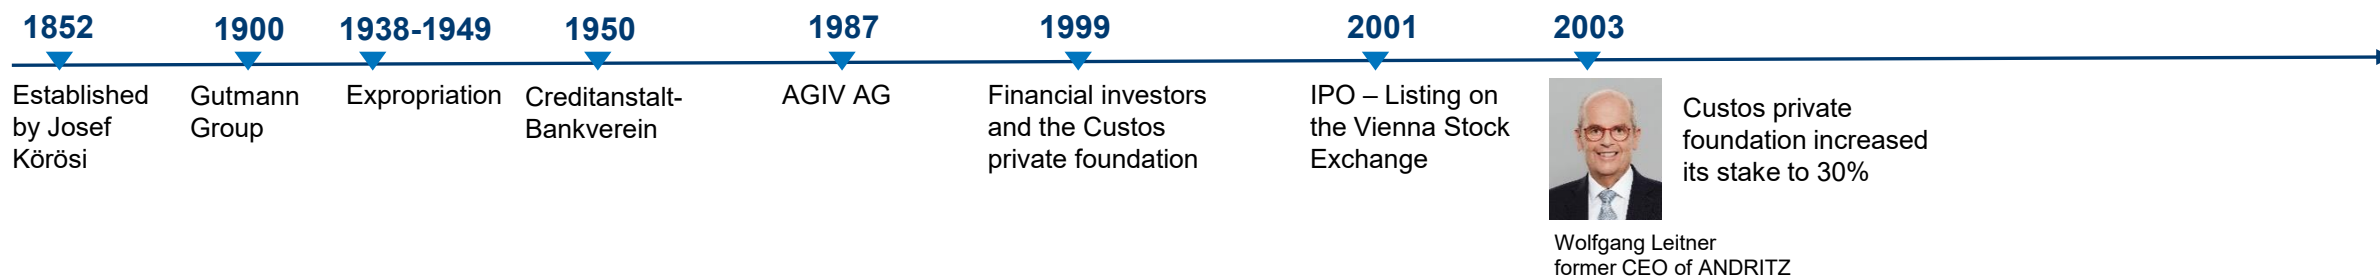 1852
Established
by Josef
Körösi
1900
Gutmann
Group
1938-1949
Expropriation
1950
Creditanstalt-
Bankverein
1987
AGIV AG
1999
Financial investors
and the Custos
private foundation
2001
IPO – Listing on
the Vienna Stock
Exchange
2003
Custos private
foundation increased
its stake to 30%
Wolfgang Leitner
former CEO of ANDRITZ